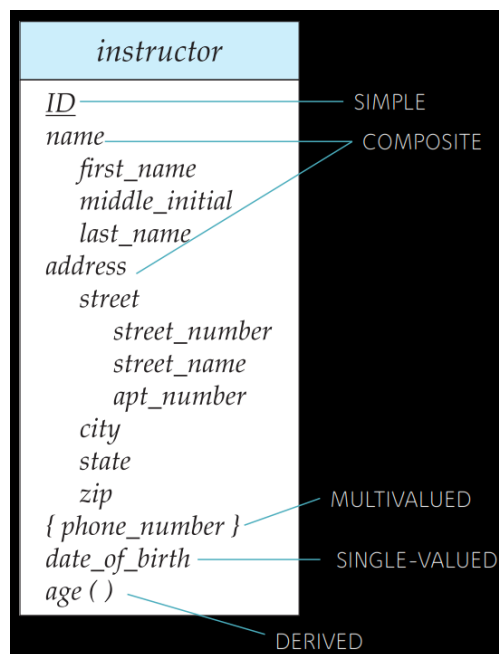 instructor
ID
SIMPLE
name
COMPOSITE
first_name
middle_initial
last_name
address
street
street_number
street_name
apt_number
city
state
zip
{ phone_number }
MULTIVALUED
date_of_birth
SINGLE-VALUED
age ( )
DERIVED